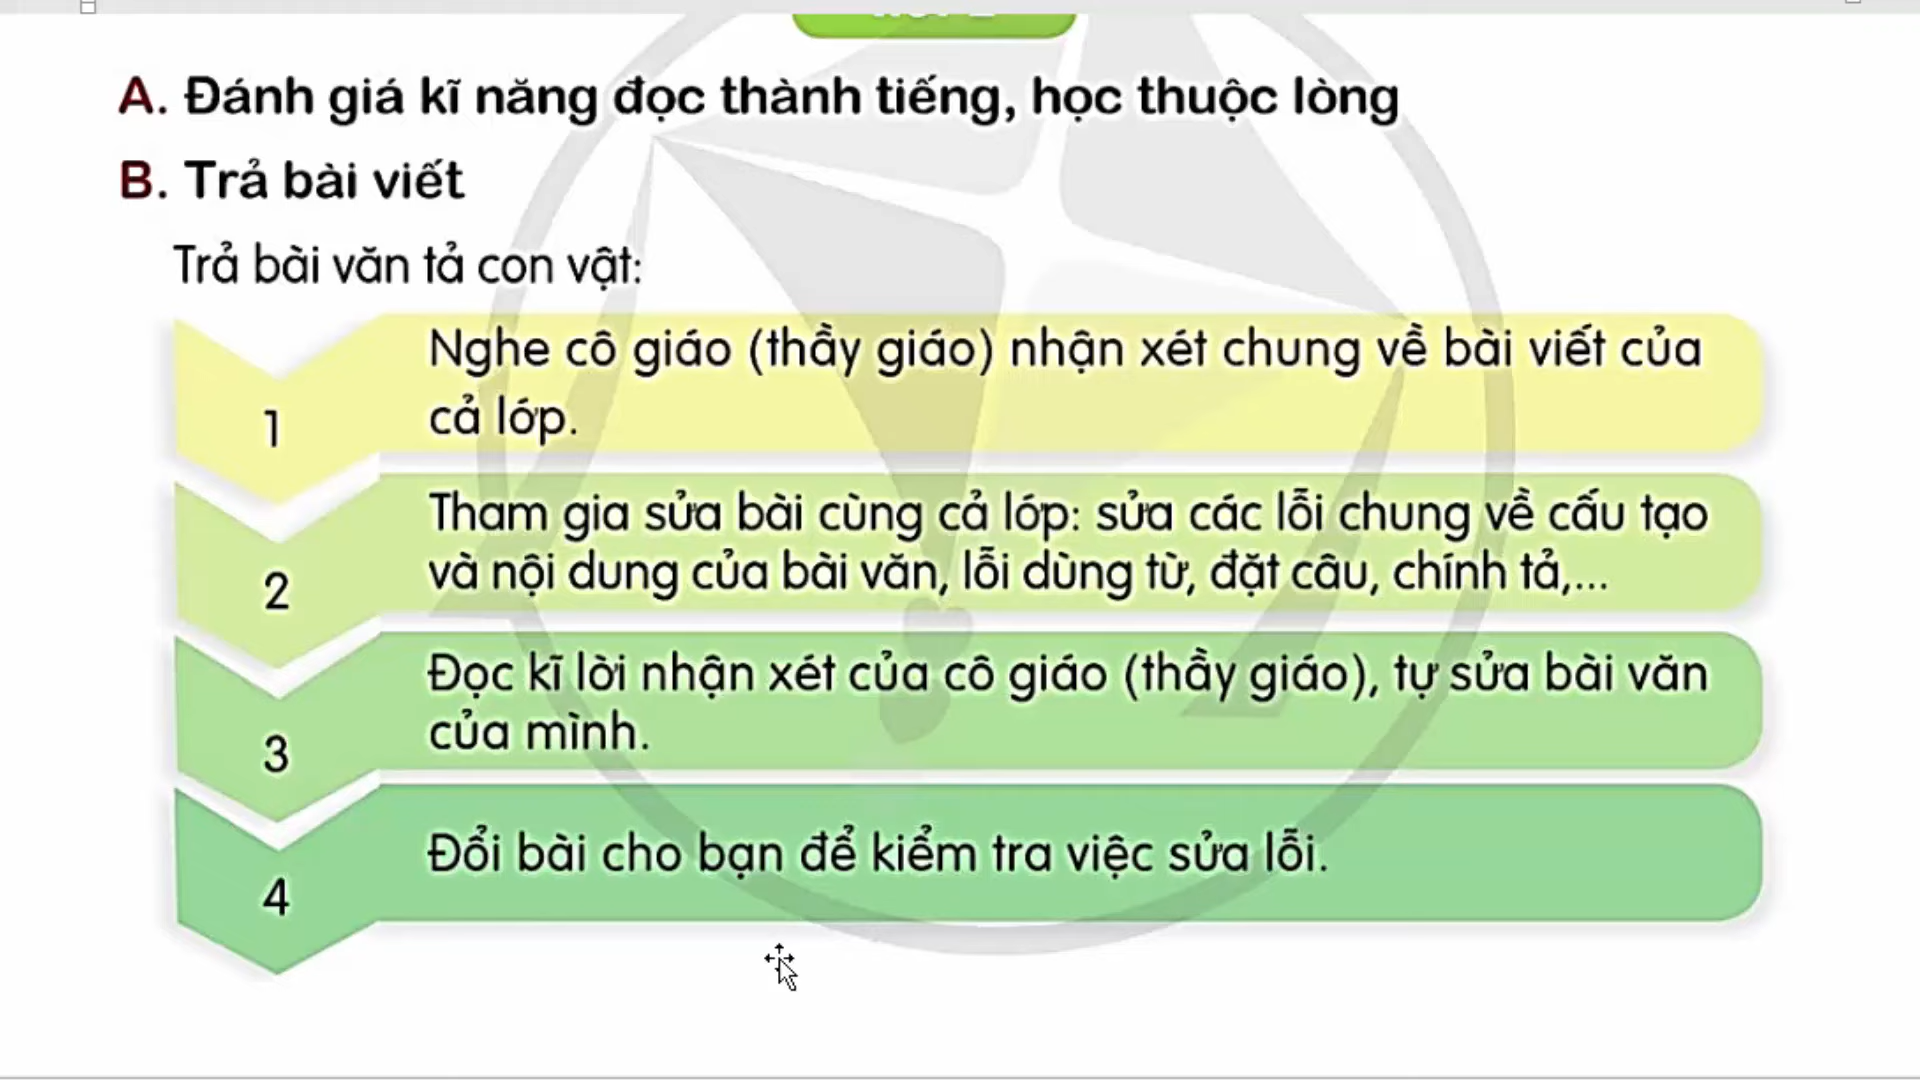 A. Đánh giá kĩ năng đọc thành tiếng, học thuộc lòng
B. Trả bài viết
Trả bài văn tả con vật:
1
Nghe cô giáo (thầy giáo) nhận xét chung về bài viết của
cả lớp.
2
Tham gia sửa bài cùng cả lớp: sửa các lỗi chung về cấu tạo
và nội dung của bài văn, lỗi dùng từ, đặt câu, chính tả,...
3
Đọc kĩ lời nhận xét của cô giáo (thầy giáo), tự sửa bài văn
của mình.
4
Đổi bài cho bạn để kiểm tra việc sửa lỗi.